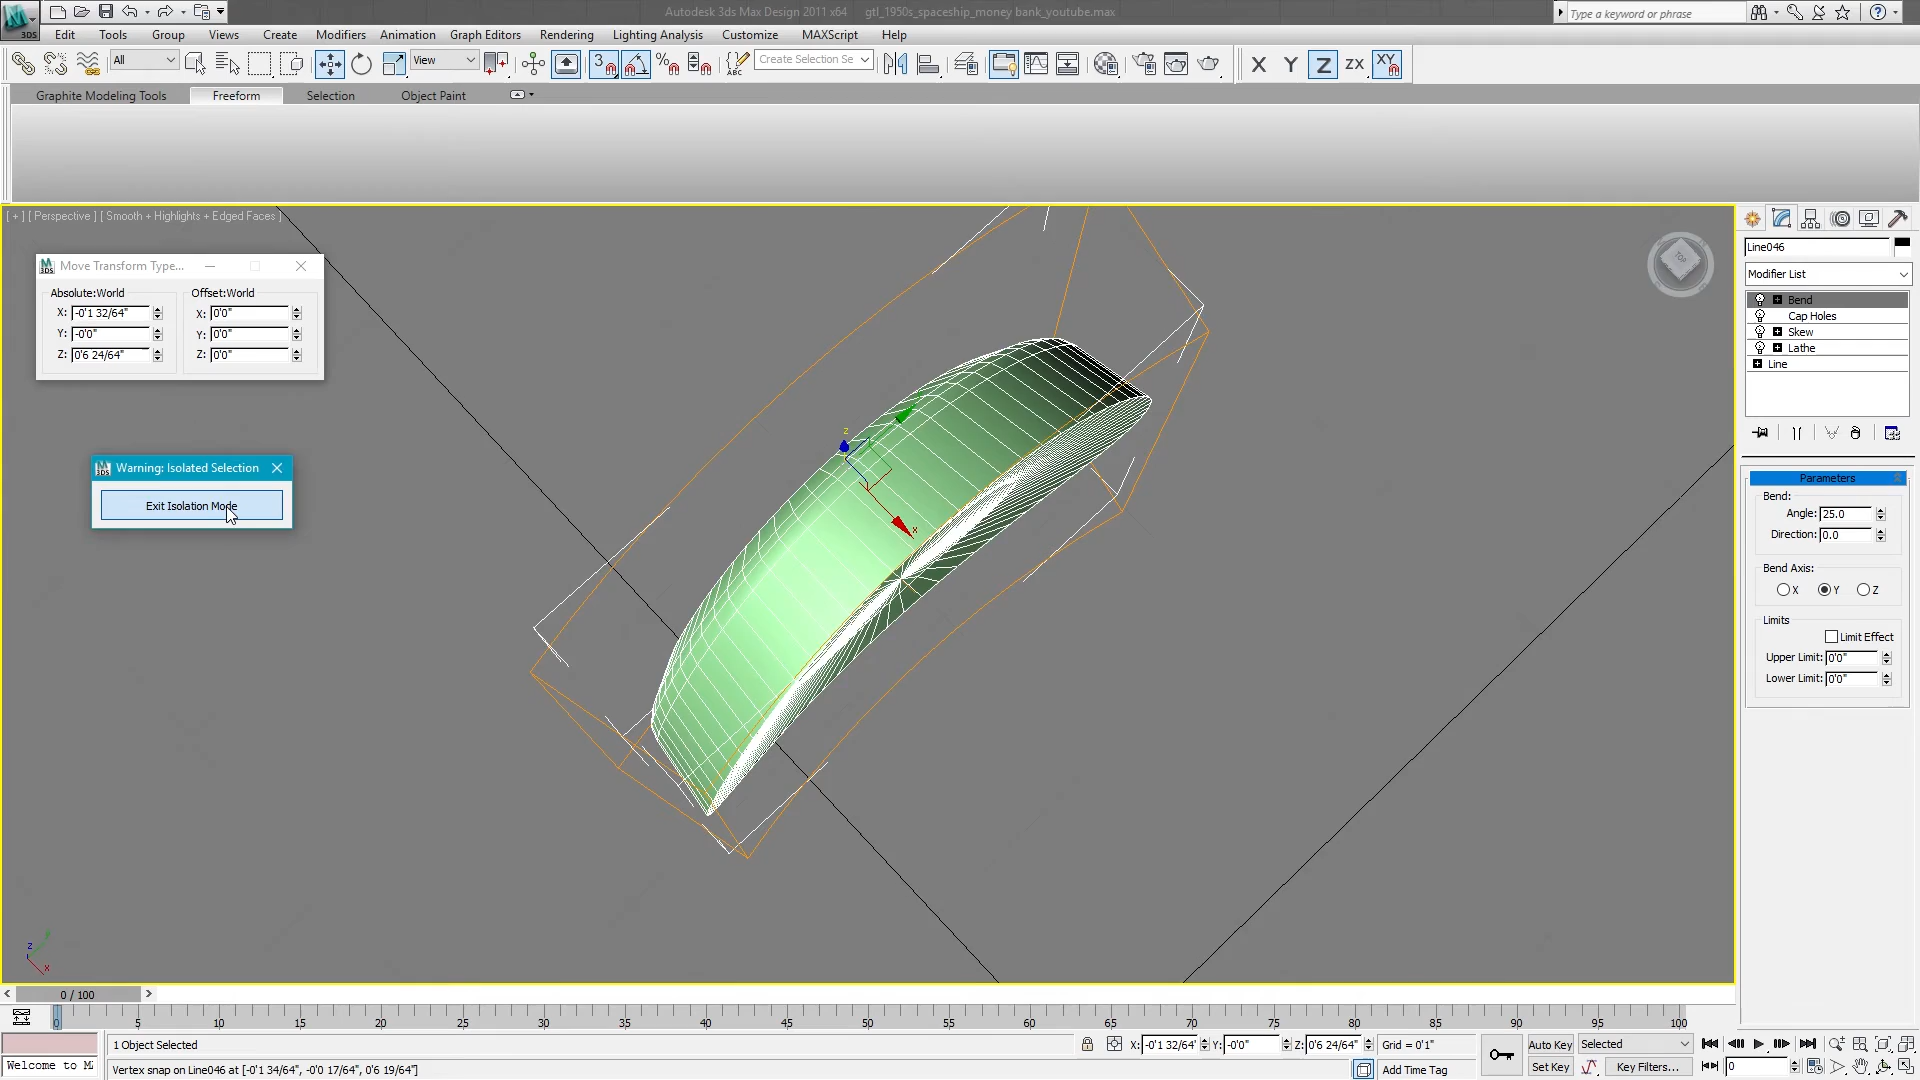 Autodesk 3ds Max Design 2011 x64 gtl_1950s_spaceship_money bank_youtube.max
Type a keyword or phrase
3DS
Edit Tools Group Views Create Modifiers Animation Graph Editors Rendering Lighting Analysis Customize MAXScript Help
All View 3 % ABC Create Selection Se X Y Z ZX XY
Graphite Modeling Tools Freeform Selection Object Paint
[ + ] [ Perspective ] [ Smooth + Highlights + Edged Faces ]
TOP
Line046
Modifier List
Bend
Cap Holes
Skew
Lathe
Line
Move Transform Type...
Absolute:World Offset:World
X: -0'1 32/64" X: 0'0"
Y: -0'0" Y: 0'0"
Z: 0'6 24/64" Z: 0'0"
Warning: Isolated Selection
Exit Isolation Mode
z
x
Parameters
Bend:
Angle: 25.0
Direction: 0.0
Bend Axis:
X Y Z
Limits
Limit Effect
Upper Limit: 0'0"
Lower Limit: 0'0"
z
x
0 / 100
0 5 10 15 20 25 30 35 40 45 50 55 60 65 70 75 80 85 90 95 100
1 Object Selected X: -0'1 32/64" Y: -0'0" Z: 0'6 24/64" Grid = 0'1" Auto Key Selected
Welcome to M Vertex snap on Line046 at [-0'1 34/64", -0'0 17/64", 0'6 19/64"] Add Time Tag Set Key Key Filters... 0